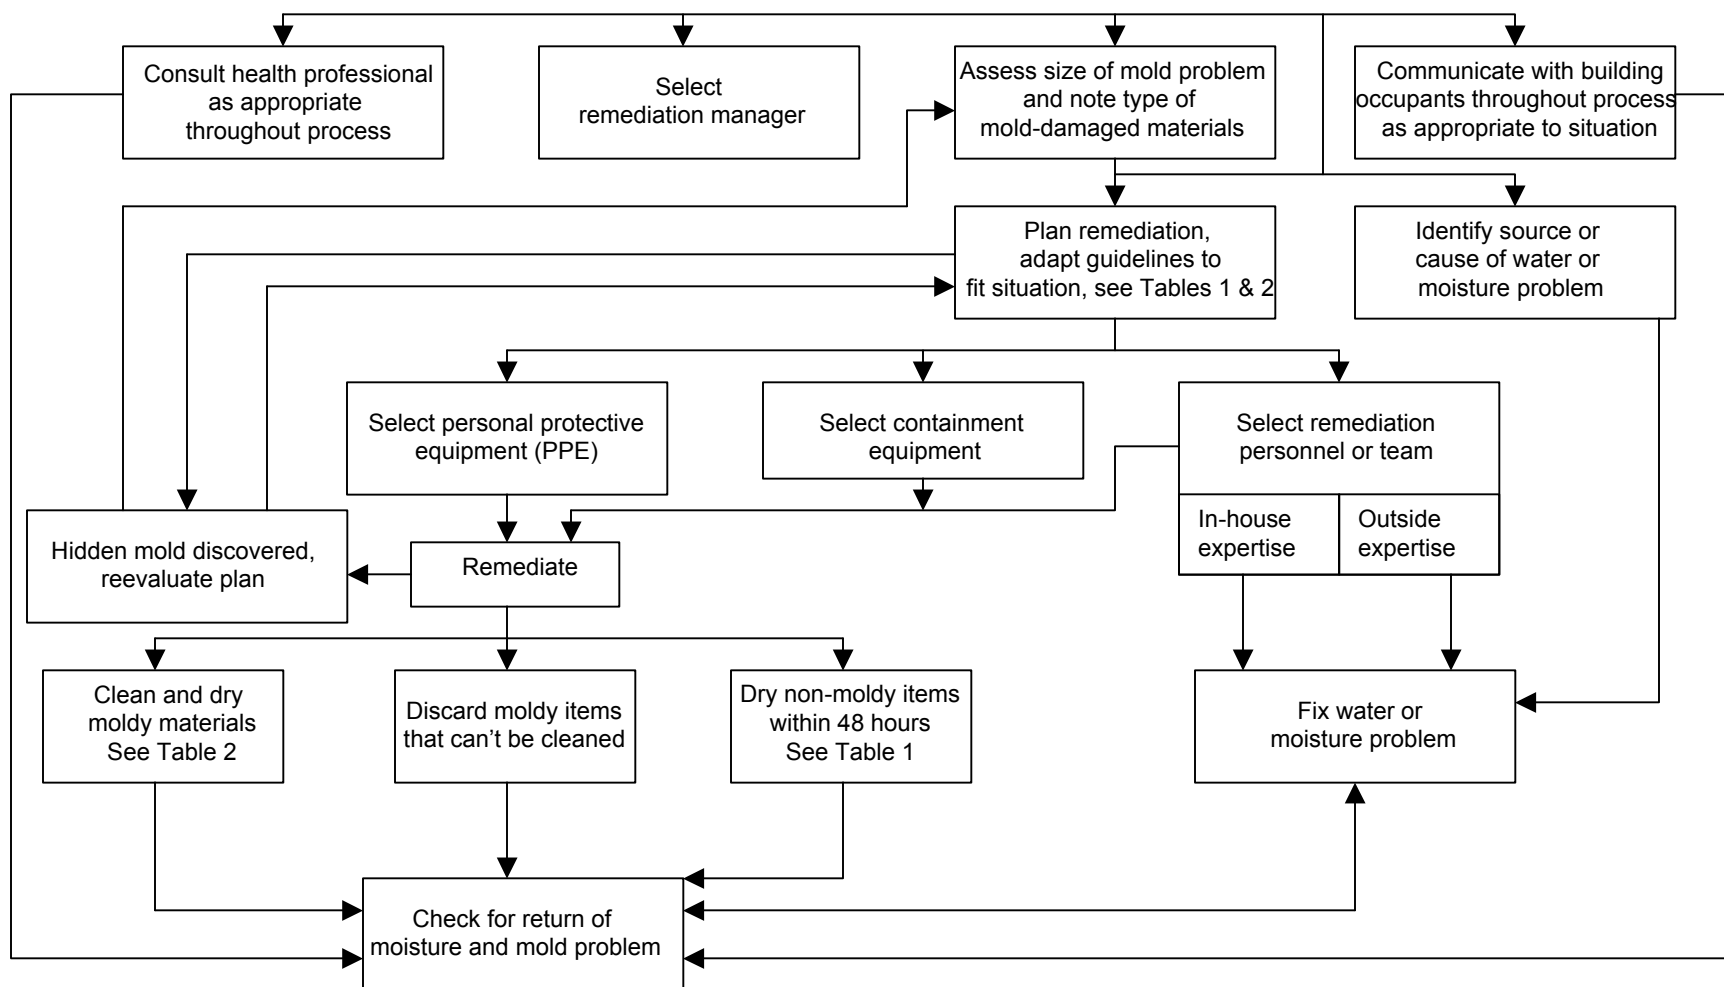 Consult health professional
as appropriate
throughout process
Select
remediation manager
Assess size of mold problem
and note type of
mold-damaged materials
Communicate with building
occupants throughout process
as appropriate to situation
Plan remediation,
adapt guidelines to
fit situation, see Tables 1 & 2
Identify source or
cause of water or
moisture problem
Select personal protective
equipment (PPE)
Select containment
equipment
Select remediation
personnel or team
In-house
expertise
Outside
expertise
Hidden mold discovered,
reevaluate plan
Remediate
Clean and dry
moldy materials
See Table 2
Discard moldy items
that can’t be cleaned
Dry non-moldy items
within 48 hours
See Table 1
Fix water or
moisture problem
Check for return of
moisture and mold problem